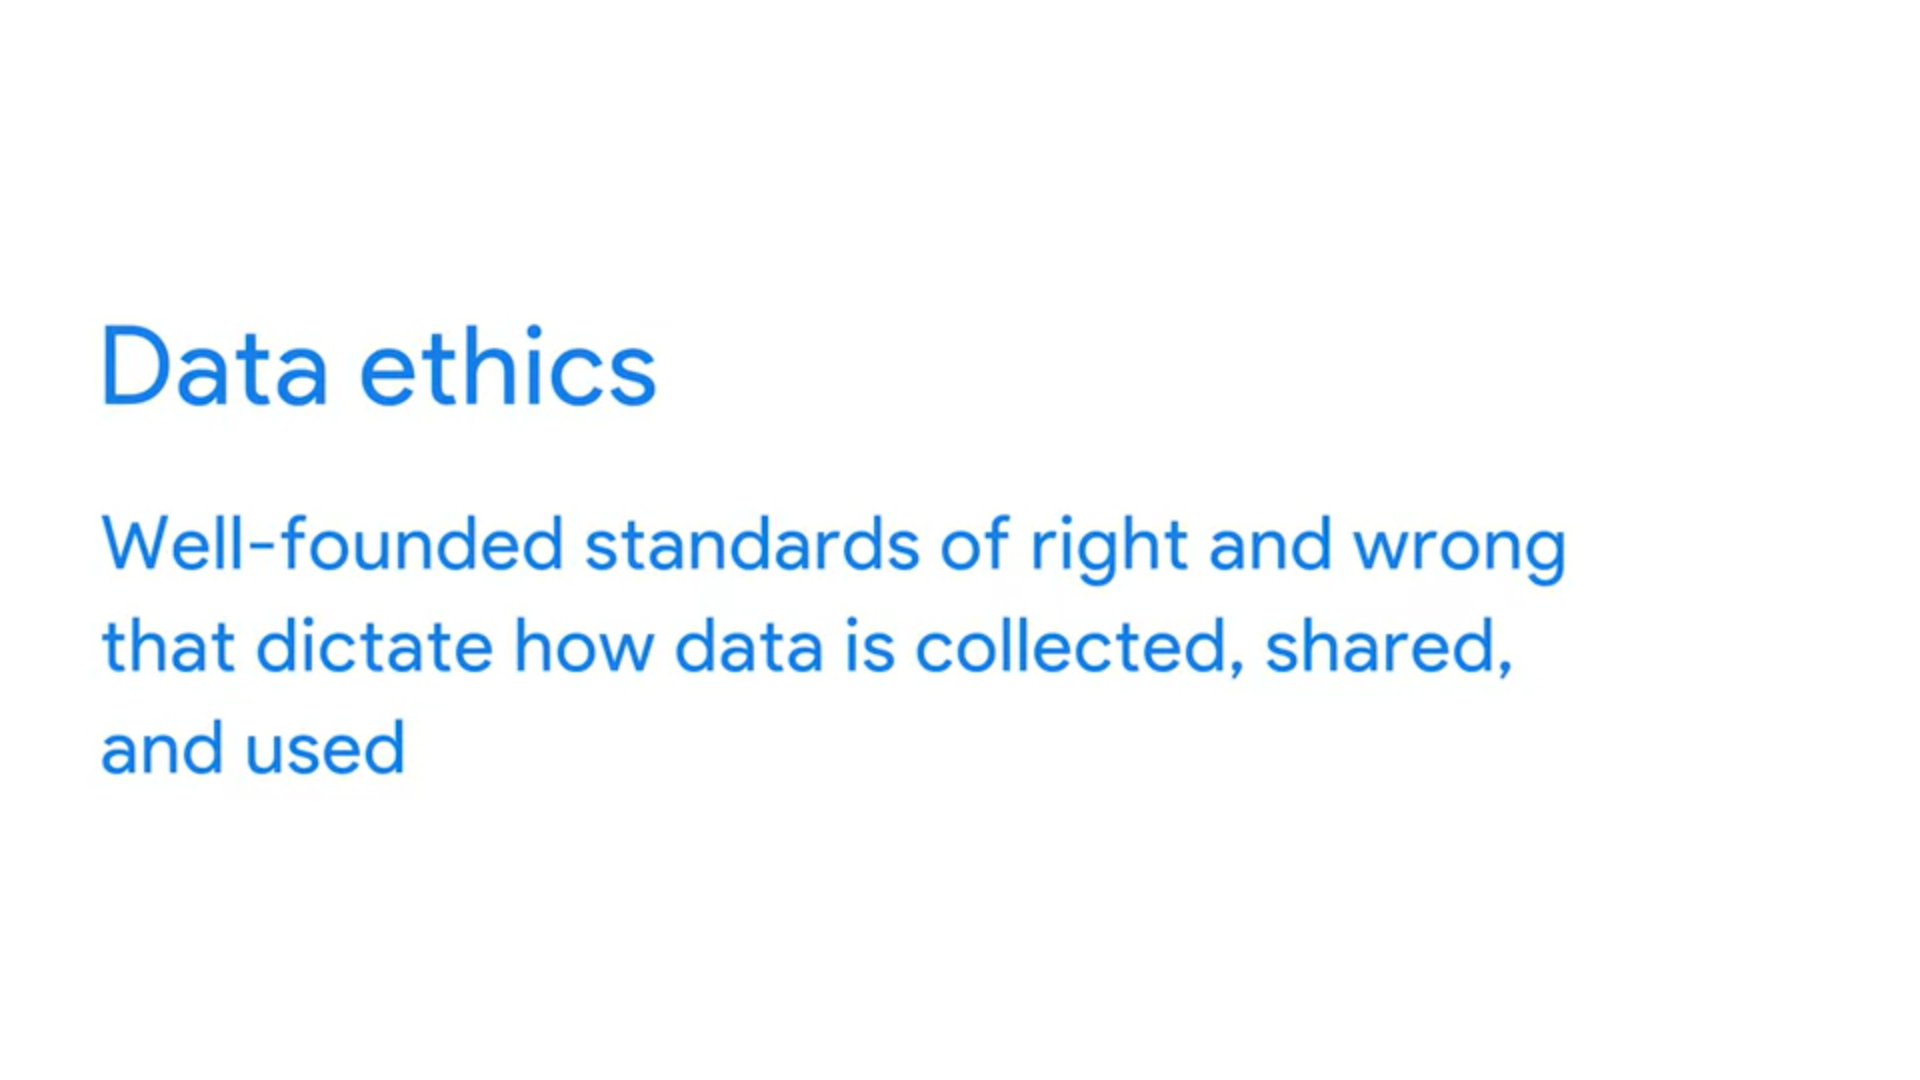 Data ethics
Well-founded standards of right and wrong
that dictate how data is collected, shared,
and used